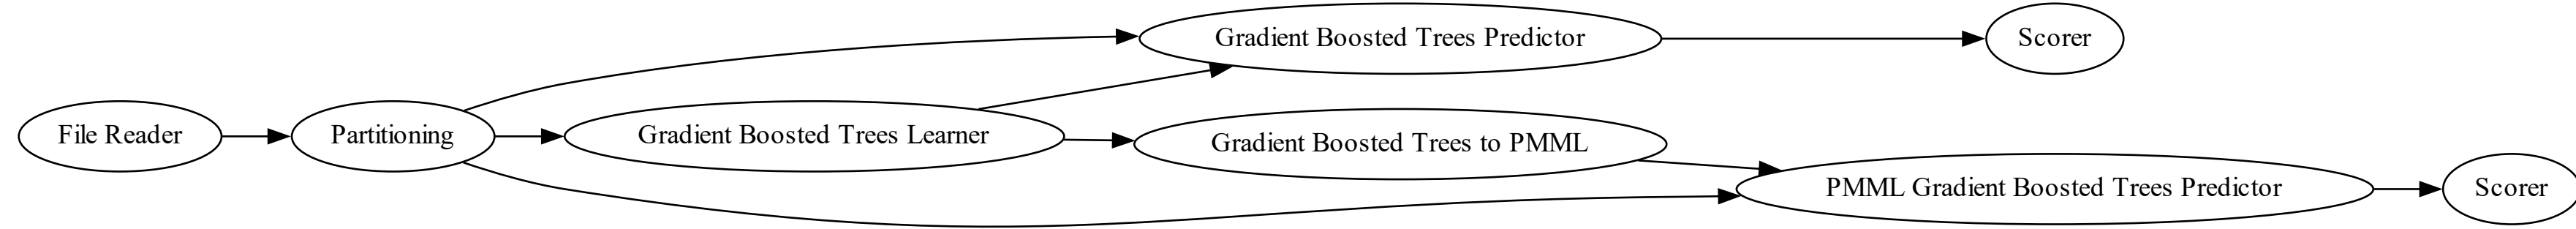 File Reader
Partitioning
Gradient Boosted Trees Learner
Gradient Boosted Trees Predictor
Gradient Boosted Trees to PMML
Scorer
PMML Gradient Boosted Trees Predictor
Scorer